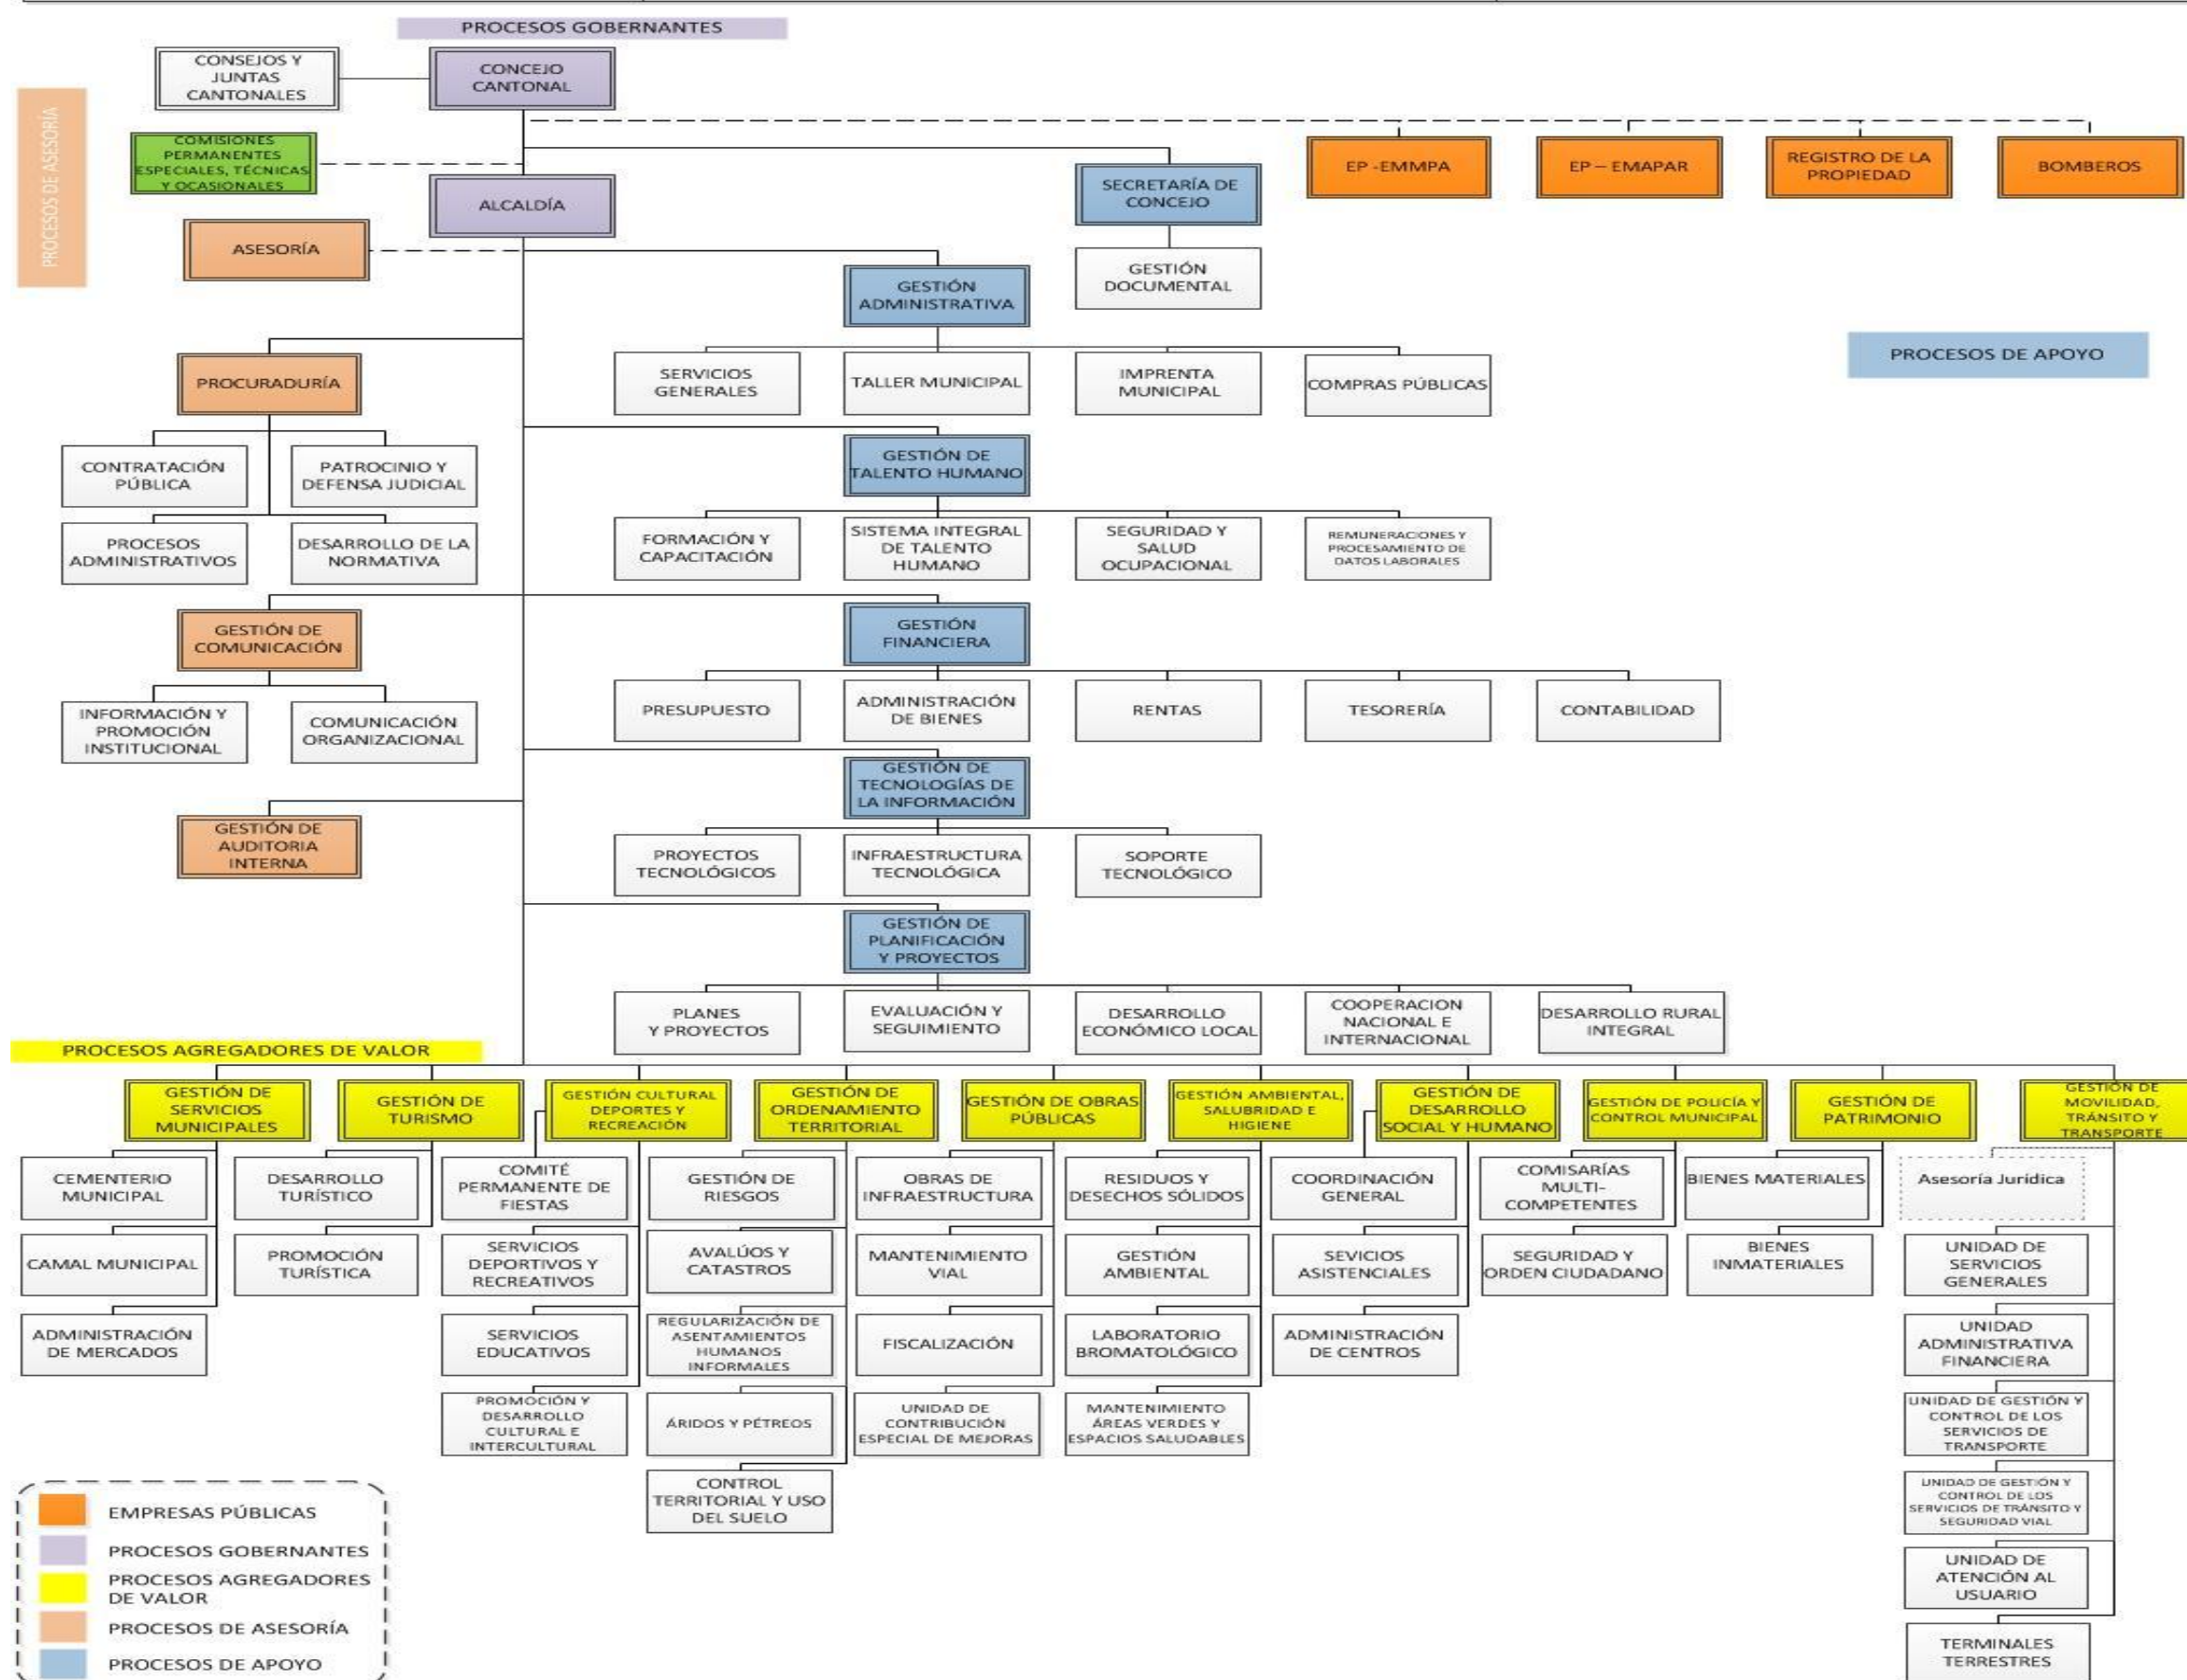 PROCESOS GOBERNANTES
CONSEJOS Y
JUNTAS
CANTONALES
CONCEJO
CANTONAL
PROCESOS DE ASESORÍA
COMISIONES
PERMANENTES
ESPECIALES, TÉCNICAS
Y OCASIONALES
EP -EMMPA
EP – EMAPAR
REGISTRO DE LA
PROPIEDAD
BOMBEROS
ALCALDÍA
SECRETARÍA DE
CONCEJO
ASESORÍA
GESTIÓN
DOCUMENTAL
GESTIÓN
ADMINISTRATIVA
PROCESOS DE APOYO
PROCURADURÍA
SERVICIOS
GENERALES
TALLER MUNICIPAL
IMPRENTA
MUNICIPAL
COMPRAS PÚBLICAS
CONTRATACIÓN
PÚBLICA
PATROCINIO Y
DEFENSA JUDICIAL
GESTIÓN DE
TALENTO HUMANO
PROCESOS
ADMINISTRATIVOS
DESARROLLO DE LA
NORMATIVA
FORMACIÓN Y
CAPACITACIÓN
SISTEMA INTEGRAL
DE TALENTO
HUMANO
SEGURIDAD Y
SALUD
OCUPACIONAL
REMUNERACIONES Y
PROCESAMIENTO DE
DATOS LABORALES
GESTIÓN DE
COMUNICACIÓN
GESTIÓN
FINANCIERA
INFORMACIÓN Y
PROMOCIÓN
INSTITUCIONAL
COMUNICACIÓN
ORGANIZACIONAL
PRESUPUESTO
ADMINISTRACIÓN
DE BIENES
RENTAS
TESORERÍA
CONTABILIDAD
GESTIÓN DE
TECNOLOGÍAS DE
LA INFORMACIÓN
GESTIÓN DE
AUDITORIA
INTERNA
PROYECTOS
TECNOLÓGICOS
INFRAESTRUCTURA
TECNOLÓGICA
SOPORTE
TECNOLÓGICO
GESTIÓN DE
PLANIFICACIÓN
Y PROYECTOS
PLANES
Y PROYECTOS
EVALUACIÓN Y
SEGUIMIENTO
DESARROLLO
ECONÓMICO LOCAL
COOPERACION
NACIONAL E
INTERNACIONAL
DESARROLLO RURAL
INTEGRAL
PROCESOS AGREGADORES DE VALOR
GESTIÓN DE
SERVICIOS
MUNICIPALES
GESTIÓN DE
TURISMO
GESTIÓN CULTURAL
DEPORTES Y
RECREACIÓN
GESTIÓN DE
ORDENAMIENTO
TERRITORIAL
GESTIÓN DE OBRAS
PÚBLICAS
GESTIÓN AMBIENTAL,
SALUBRIDAD E
HIGIENE
GESTIÓN DE
DESARROLLO
SOCIAL Y HUMANO
GESTIÓN DE POLICÍA Y
CONTROL MUNICIPAL
GESTIÓN DE
PATRIMONIO
GESTIÓN DE
MOVILIDAD,
TRÁNSITO Y
TRANSPORTE
CEMENTERIO
MUNICIPAL
DESARROLLO
TURÍSTICO
COMITÉ
PERMANENTE DE
FIESTAS
GESTIÓN DE
RIESGOS
OBRAS DE
INFRAESTRUCTURA
RESIDUOS Y
DESECHOS SÓLIDOS
COORDINACIÓN
GENERAL
COMISARÍAS
MULTI-
COMPETENTES
BIENES MATERIALES
Asesoría Jurídica
CAMAL MUNICIPAL
PROMOCIÓN
TURÍSTICA
SERVICIOS
DEPORTIVOS Y
RECREATIVOS
AVALÚOS Y
CATASTROS
MANTENIMIENTO
VIAL
GESTIÓN
AMBIENTAL
SEVICIOS
ASISTENCIALES
SEGURIDAD Y
ORDEN CIUDADANO
BIENES
INMATERIALES
UNIDAD DE
SERVICIOS
GENERALES
ADMINISTRACIÓN
DE MERCADOS
SERVICIOS
EDUCATIVOS
REGULARIZACIÓN DE
ASENTAMIENTOS
HUMANOS
INFORMALES
FISCALIZACIÓN
LABORATORIO
BROMATOLÓGICO
ADMINISTRACIÓN
DE CENTROS
UNIDAD
ADMINISTRATIVA
FINANCIERA
PROMOCIÓN Y
DESARROLLO
CULTURAL E
INTERCULTURAL
ÁRIDOS Y PÉTREOS
UNIDAD DE
CONTRIBUCIÓN
ESPECIAL DE MEJORAS
MANTENIMIENTO
ÁREAS VERDES Y
ESPACIOS SALUDABLES
UNIDAD DE GESTIÓN Y
CONTROL DE LOS
SERVICIOS DE
TRANSPORTE
CONTROL
TERRITORIAL Y USO
DEL SUELO
UNIDAD DE GESTIÓN Y
CONTROL DE LOS
SERVICIOS DE TRÁNSITO Y
SEGURIDAD VIAL
UNIDAD DE
ATENCIÓN AL
USUARIO
TERMINALES
TERRESTRES
EMPRESAS PÚBLICAS
PROCESOS GOBERNANTES
PROCESOS AGREGADORES
DE VALOR
PROCESOS DE ASESORÍA
PROCESOS DE APOYO